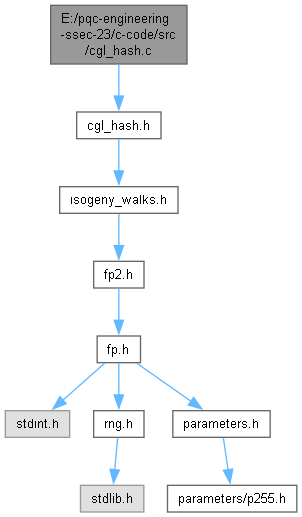 E:/pqc-engineering
-ssec-23/c-code/src
/cgl_hash.c
cgl_hash.h
isogeny_walks.h
fp2.h
fp.h
stdint.h
rng.h
parameters.h
stdlib.h
parameters/p255.h